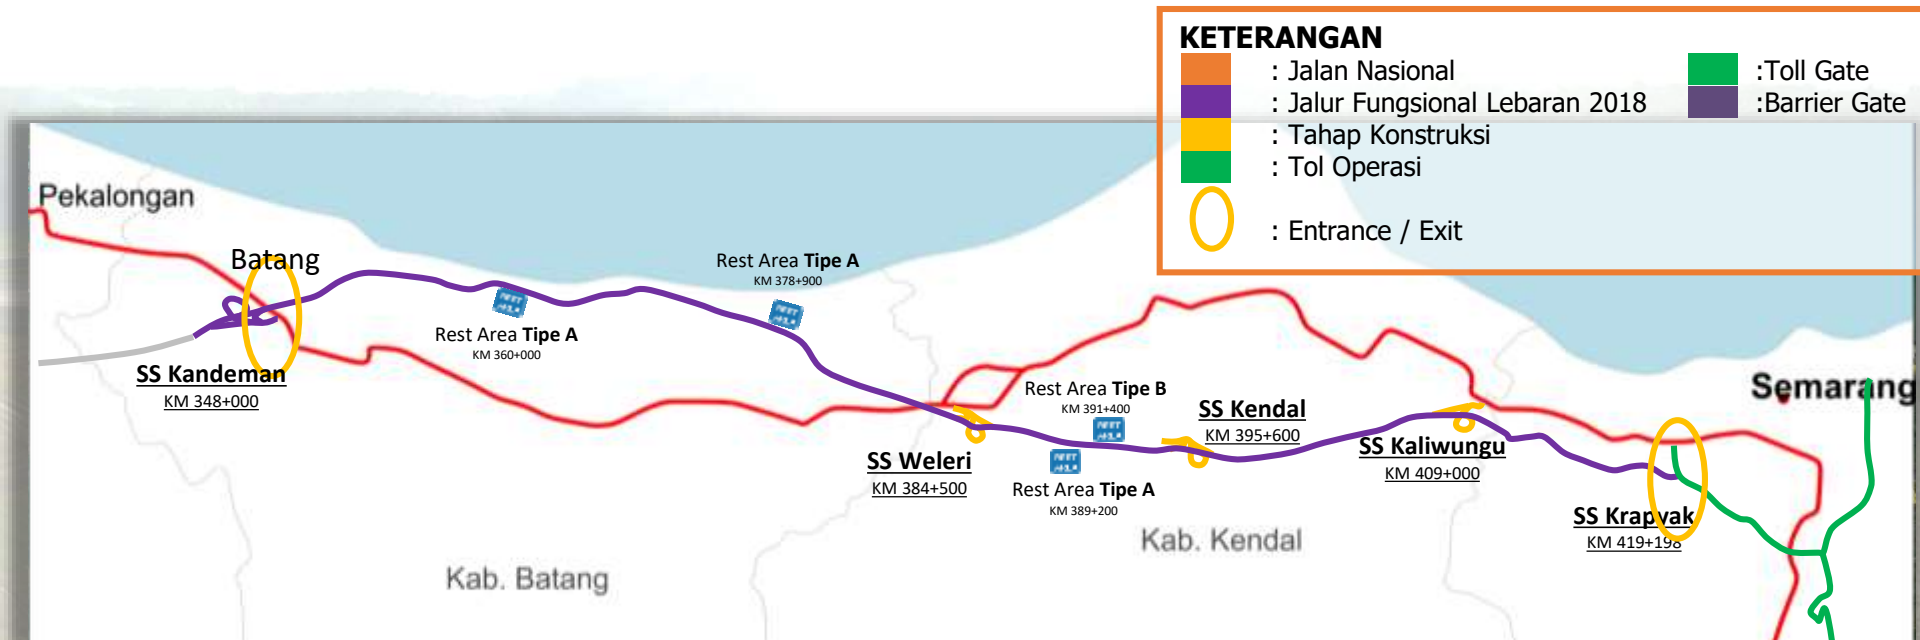 KETERANGAN
: Jalan Nasional
: Jalur Fungsional Lebaran 2018
: Tahap Konstruksi
: Tol Operasi
: Entrance / Exit
:Toll Gate
:Barrier Gate
Pekalongan
Batang
SS Kandeman
KM 348+000
Rest Area Tipe A
KM 360+000
Rest Area Tipe A
KM 378+900
SS Weleri
KM 384+500
Rest Area Tipe B
KM 391+400
Rest Area Tipe A
KM 389+200
SS Kendal
KM 395+600
SS Kaliwungu
KM 409+000
SS Krapyak
KM 419+198
Semarang
Kab. Batang
Kab. Kendal